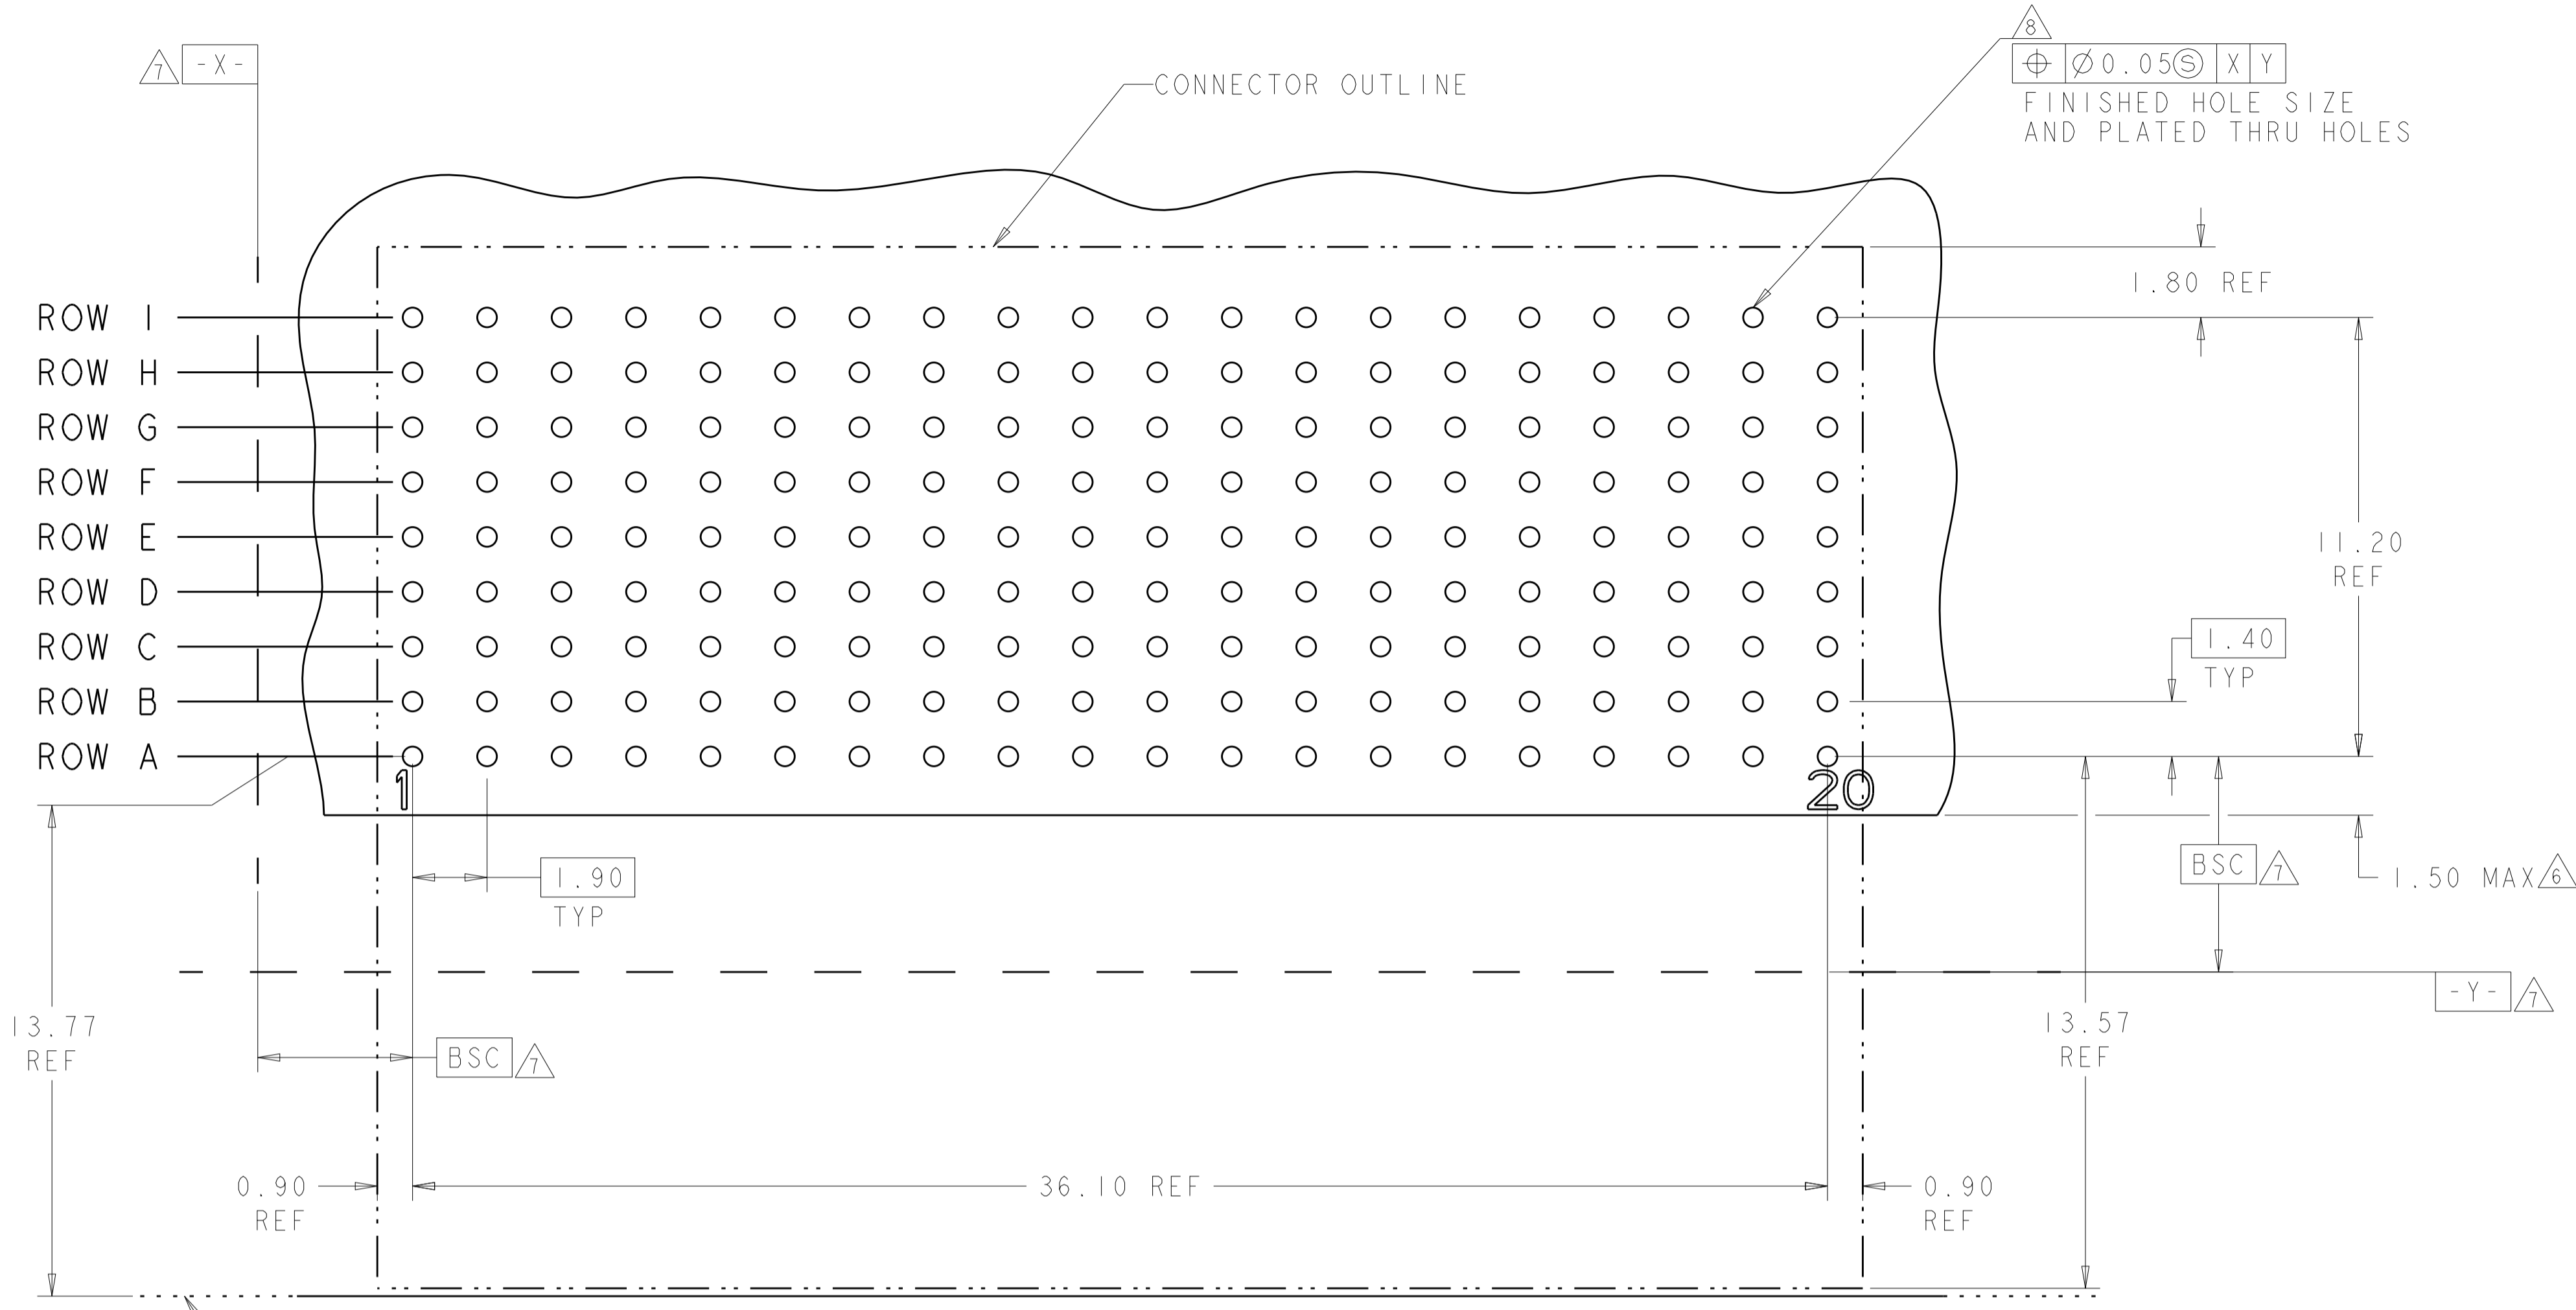 8
7 -X-
⌖ Ø0.05Ⓢ X Y
CONNECTOR OUTLINE
FINISHED HOLE SIZE
AND PLATED THRU HOLES
1.80 REF
ROW I
ROW H
ROW G
ROW F
ROW E
ROW D
ROW C
ROW B
ROW A
11.20
REF
1.40
TYP
1
20
1.90
TYP
BSC 7
1.50 MAX 6
-Y- 7
13.77
REF
13.57
REF
BSC 7
0.90
REF
36.10 REF
0.90
REF